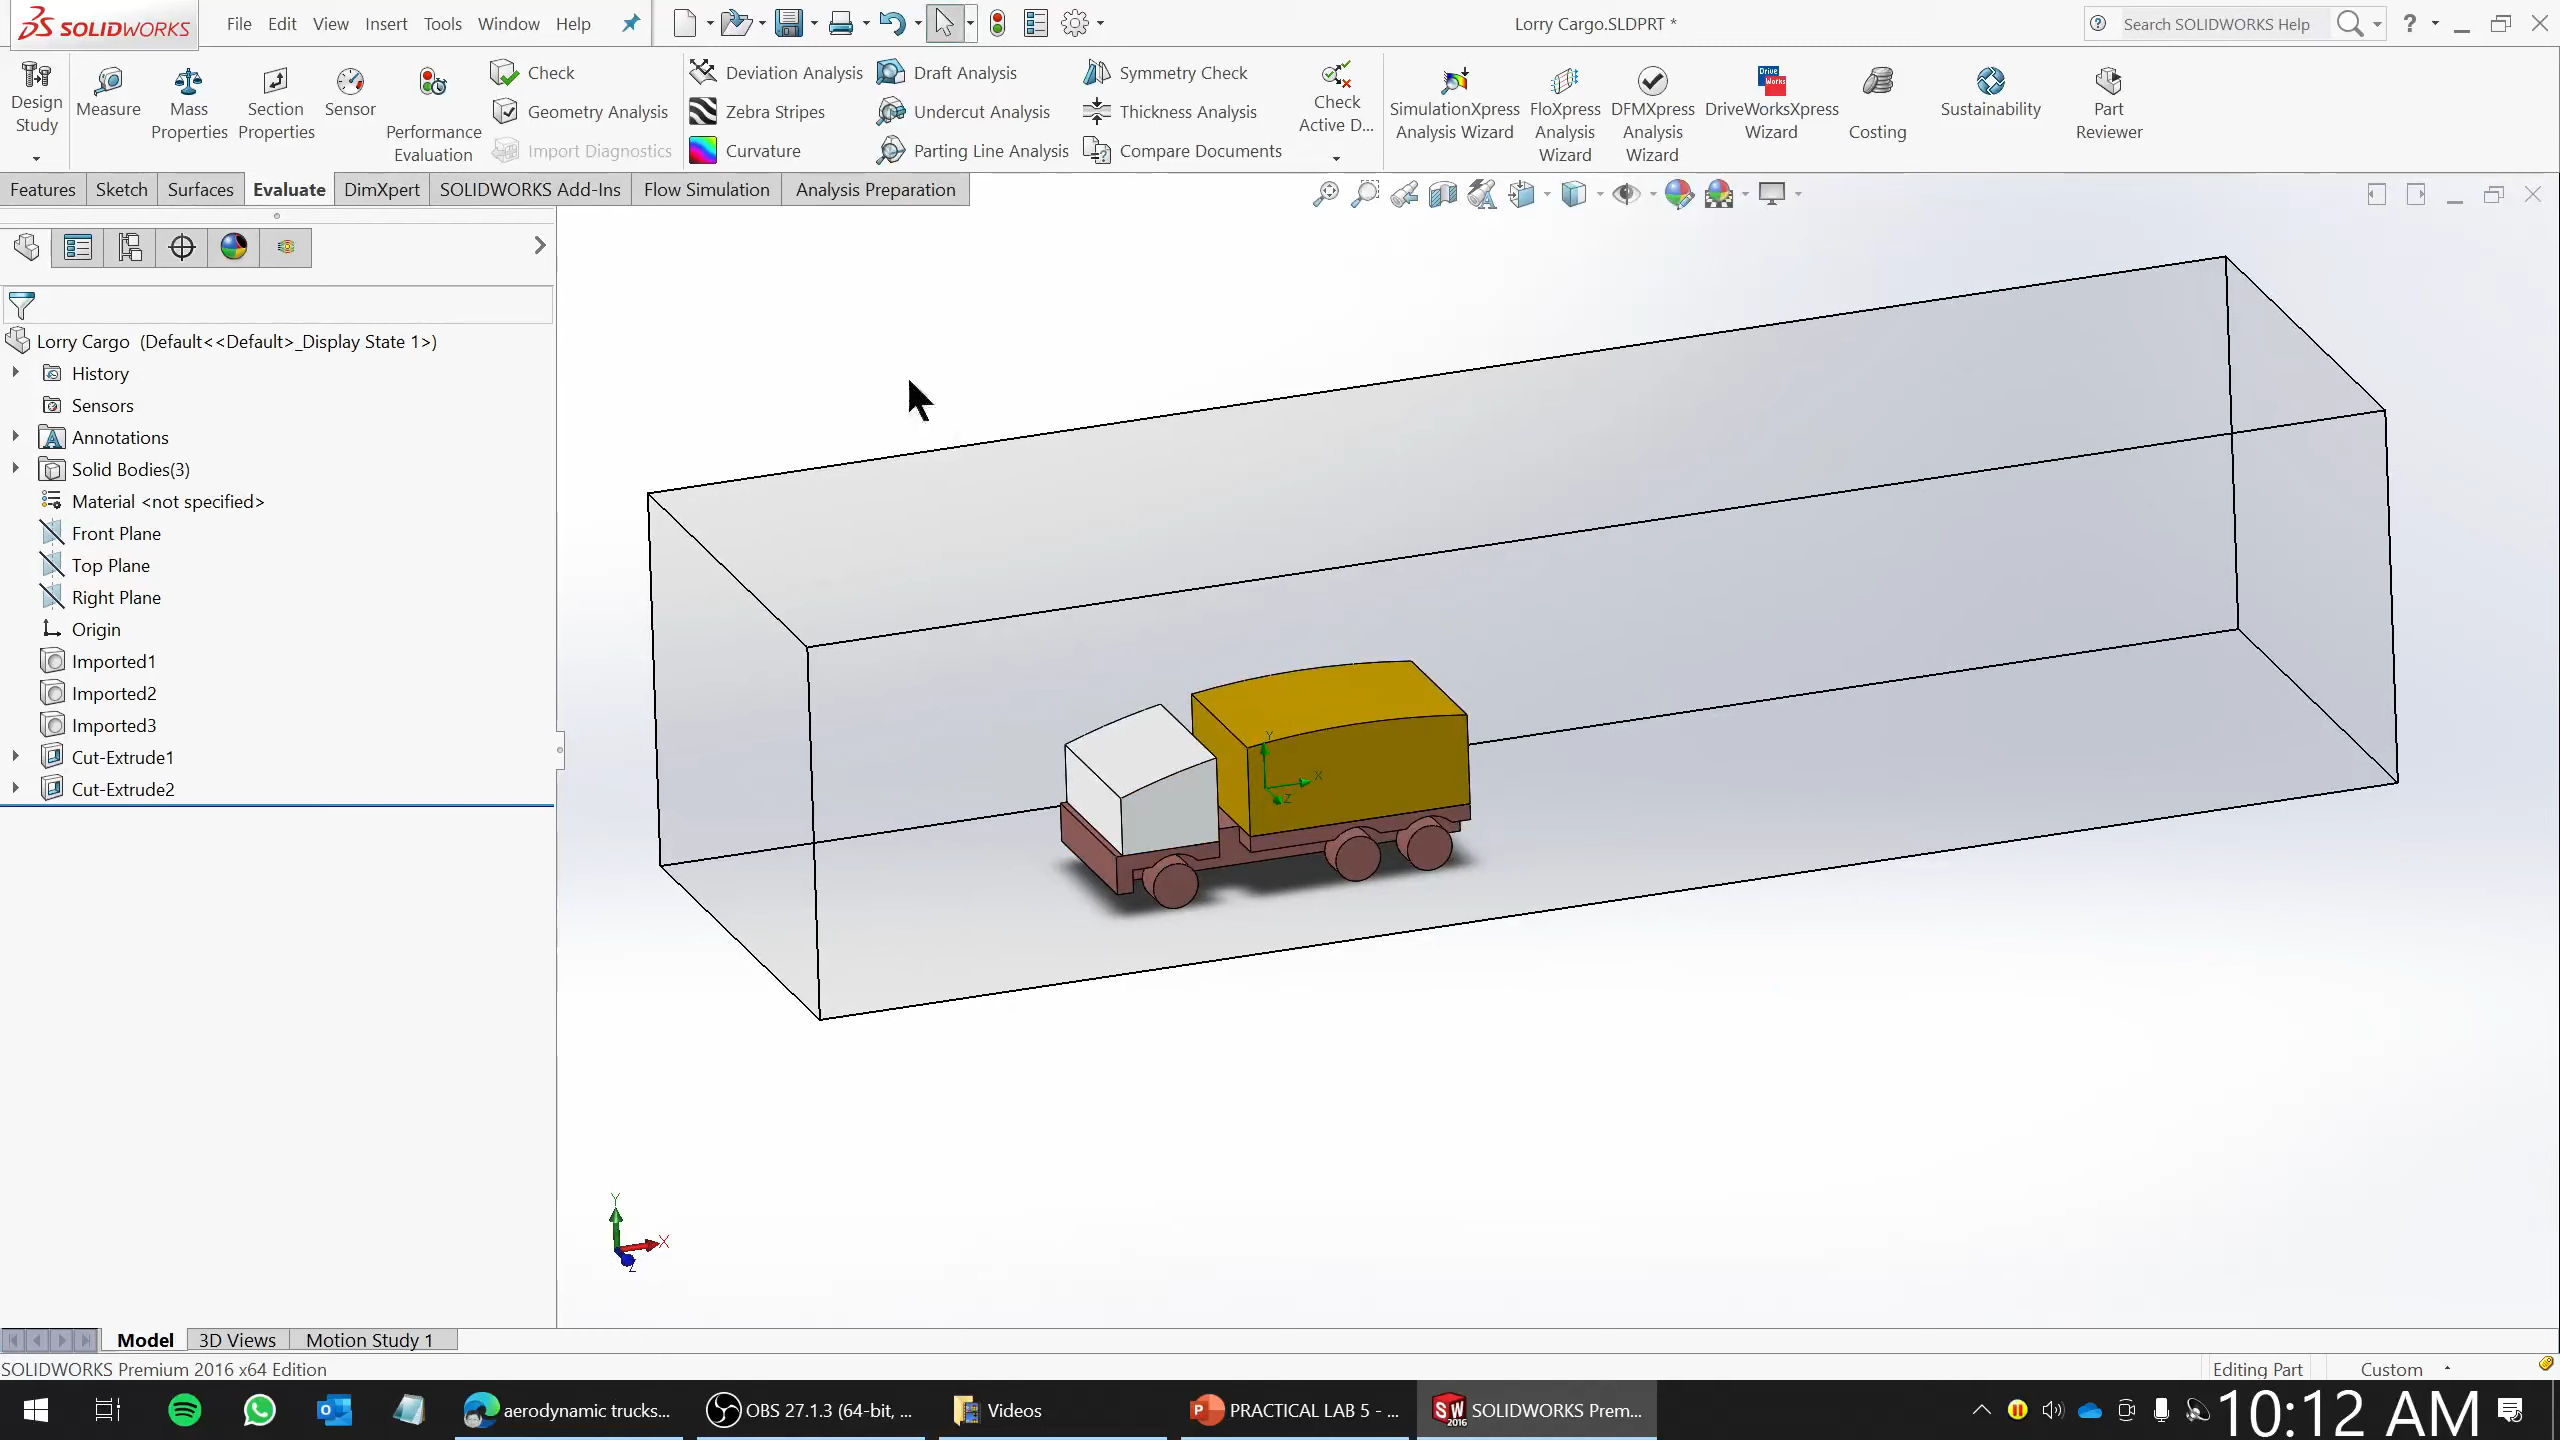 SOLIDWORKS File Edit View Insert Tools Window Help Lorry Cargo.SLDPRT * Search SOLIDWORKS Help ?
Design Study
Measure
Mass Properties
Section Properties
Sensor
Performance Evaluation
Check
Geometry Analysis
Import Diagnostics
Deviation Analysis
Zebra Stripes
Curvature
Draft Analysis
Undercut Analysis
Parting Line Analysis
Symmetry Check
Thickness Analysis
Compare Documents
Check Active D...
SimulationXpress Analysis Wizard
FloXpress Analysis Wizard
DFMXpress Analysis Wizard
DriveWorksXpress Wizard
Costing
Sustainability
Part Reviewer
Features Sketch Surfaces Evaluate DimXpert SOLIDWORKS Add-Ins Flow Simulation Analysis Preparation
Lorry Cargo (Default<<Default>_Display State 1>)
History
Sensors
Annotations
Solid Bodies(3)
Material <not specified>
Front Plane
Top Plane
Right Plane
Origin
Imported1
Imported2
Imported3
Cut-Extrude1
Cut-Extrude2
Y
X
Z
Y
X
Z
Model 3D Views Motion Study 1
SOLIDWORKS Premium 2016 x64 Edition Editing Part Custom
aerodynamic trucks... OBS 27.1.3 (64-bit, ... Videos PRACTICAL LAB 5 - ... SOLIDWORKS Prem... 10:12 AM